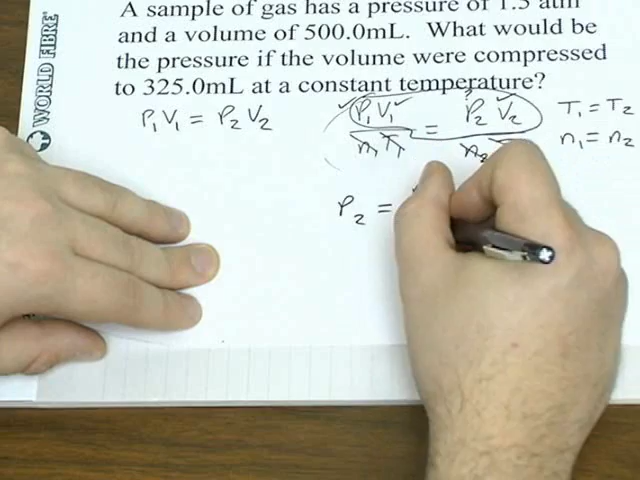 WORLD FIBRE®
A sample of gas has a pressure of 1.5 atm
and a volume of 500.0mL. What would be
the pressure if the volume were compressed
to 325.0mL at a constant temperature?
P₁V₁ = P₂V₂
P₁V₁ = P₂V₂ T₁ = T₂
n₁T₁ n₂ n₁ = n₂
P₂ =